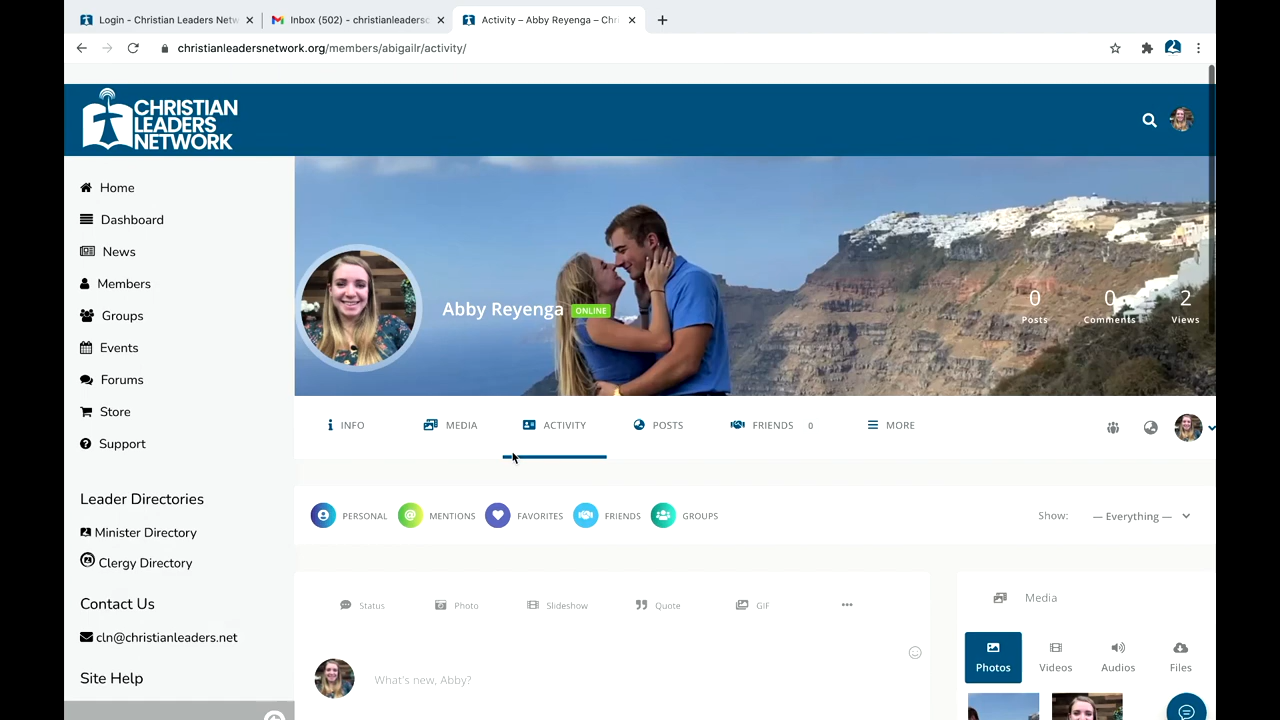 Login - Christian Leaders Netw
Inbox (502) - christianleadersc
Activity – Abby Reyenga – Chr
christianleadersnetwork.org/members/abigailr/activity/
CHRISTIAN
LEADERS
NETWORK
Home
Dashboard
News
Members
Groups
Events
Forums
Store
Support
Leader Directories
Minister Directory
Clergy Directory
Contact Us
cln@christianleaders.net
Site Help
Abby Reyenga ONLINE
0 0 2
Posts Comments Views
INFO MEDIA ACTIVITY POSTS FRIENDS 0 MORE
PERSONAL MENTIONS FAVORITES FRIENDS GROUPS Show: — Everything —
Status Photo Slideshow Quote GIF
What's new, Abby?
Media
Photos Videos Audios Files